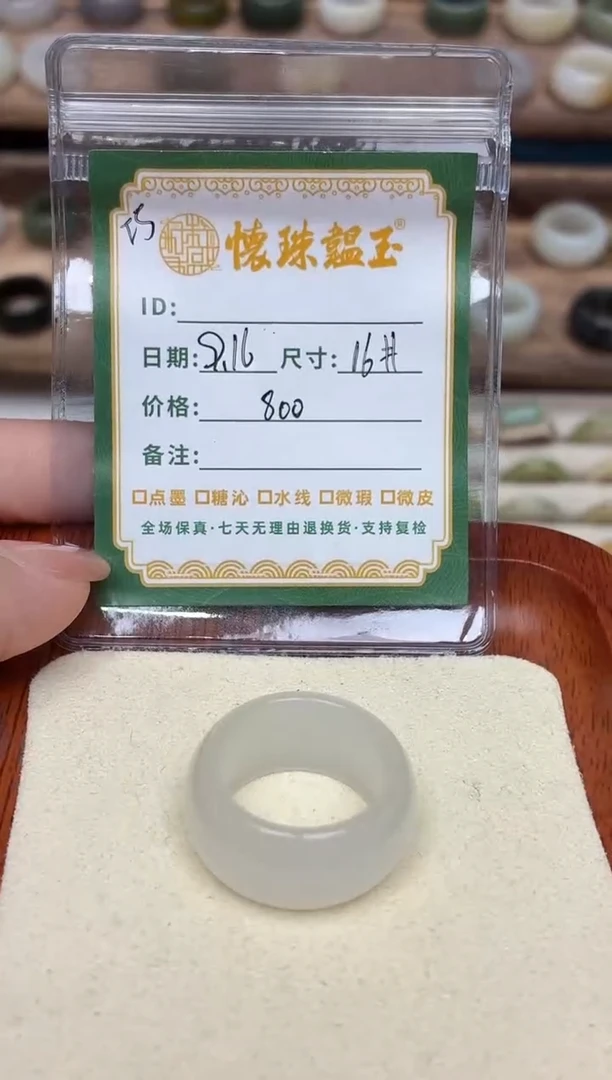 巧 懷珠韞玉®
ID:
日期: 8.16 尺寸: 16#
价格: 800
备注:
□点墨 □糖沁 □水线 □微瑕 □微皮
全场保真·七天无理由退换货·支持复检